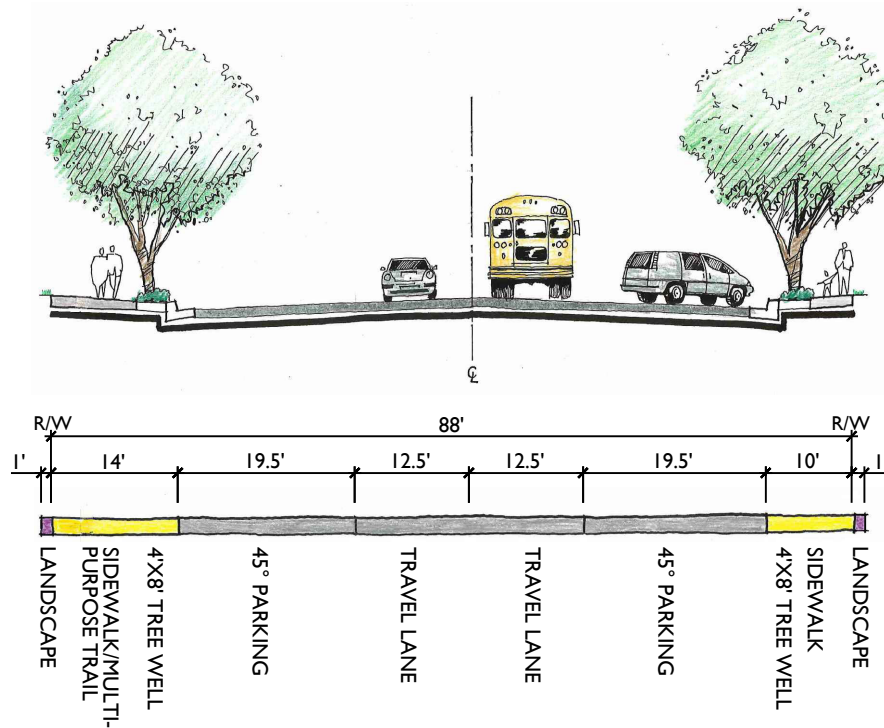 ℄
R/W
R/W
88'
1'
14'
19.5'
12.5'
12.5'
19.5'
10'
1
LANDSCAPE
SIDEWALK/MULTI-
PURPOSE TRAIL
4'X8' TREE WELL
45° PARKING
TRAVEL LANE
TRAVEL LANE
45° PARKING
SIDEWALK
4'X8' TREE WELL
LANDSCAPE